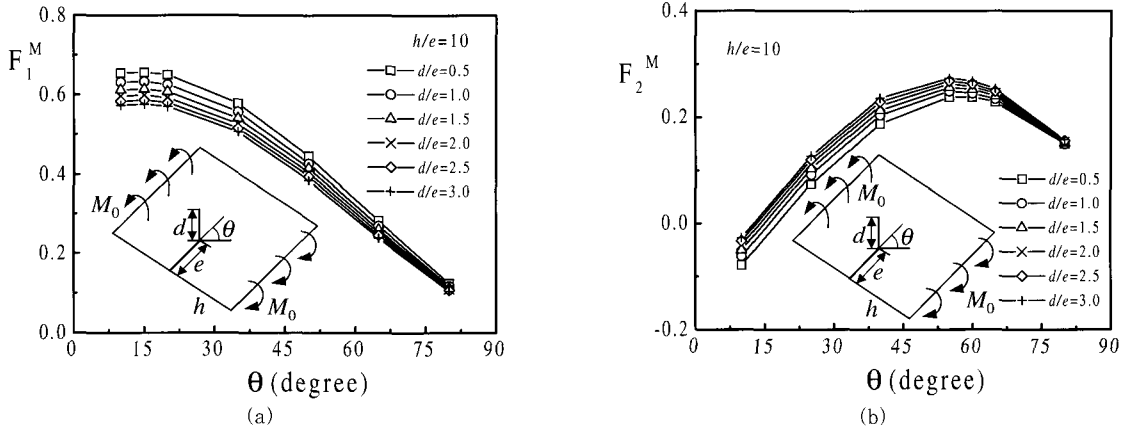 0.8
0.6
0.4
0.2
0.0
F₁ᴹ
h/e=10
d/e=0.5
d/e=1.0
d/e=1.5
d/e=2.0
d/e=2.5
d/e=3.0
M₀
d
θ
e
h
M₀
0 15 30 45 60 75 90
θ (degree)
(a)
0.4
0.2
0.0
-0.2
F₂ᴹ
h/e=10
M₀
d
θ
e
h
M₀
d/e=0.5
d/e=1.0
d/e=1.5
d/e=2.0
d/e=2.5
d/e=3.0
0 15 30 45 60 75 90
θ (degree)
(b)